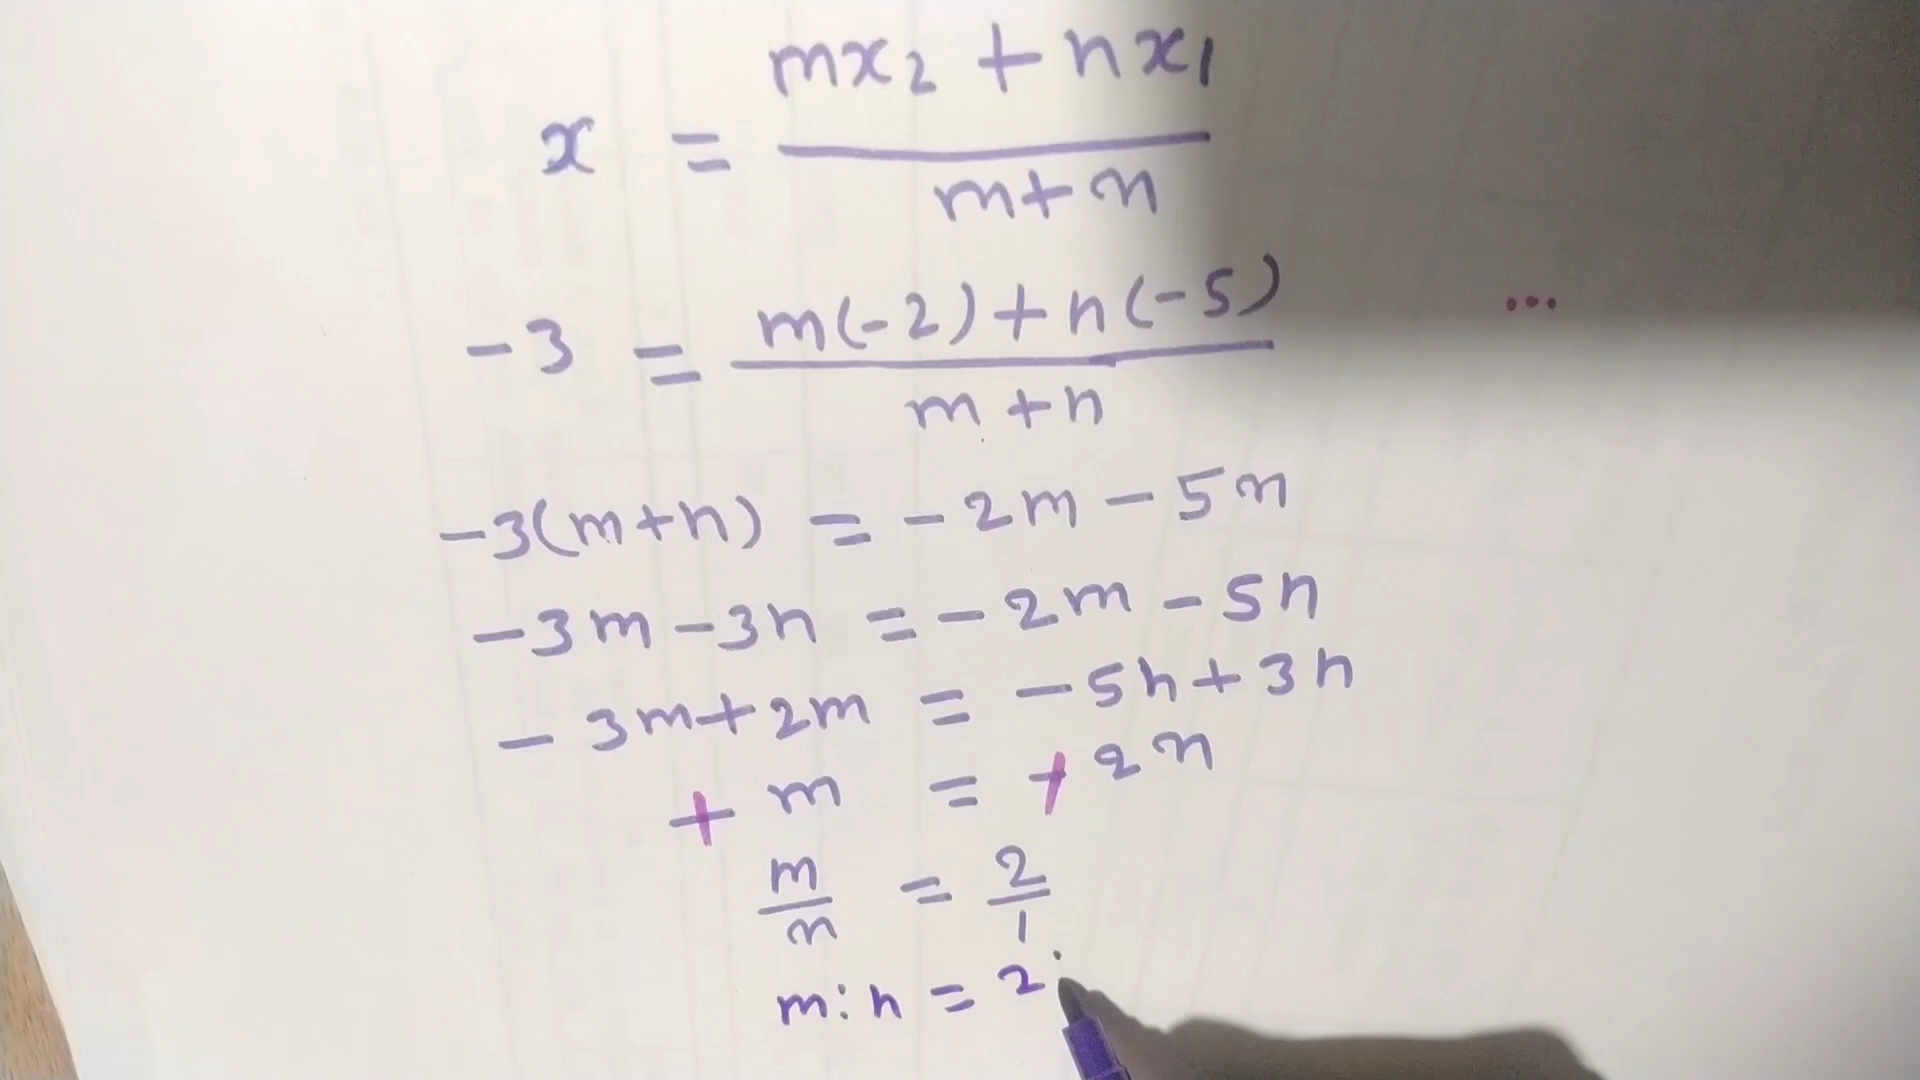 x = mx₂ + nx₁ / m+n
-3 = m(-2)+n(-5) / m+n
-3(m+n) = -2m-5n
-3m-3n = -2m-5n
-3m+2m = -5n+3n
+ m = + 2n
m/n = 2/1
m:n = 2: